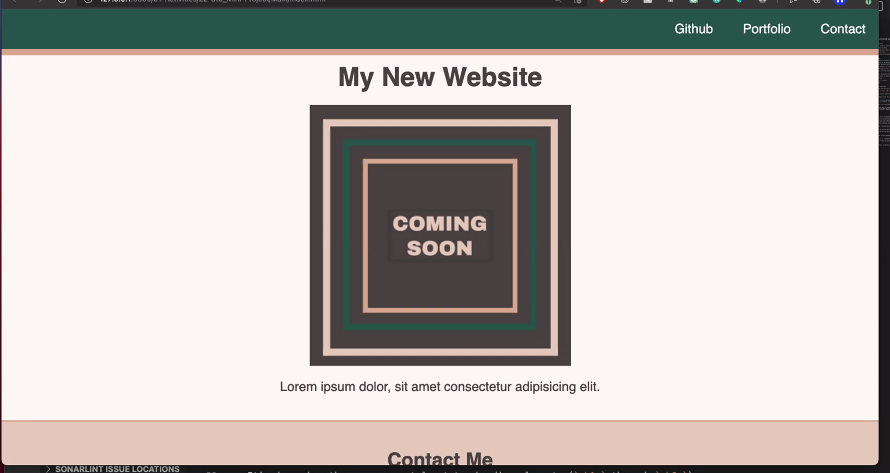 Github Portfolio Contact
My New Website
COMING
SOON
Lorem ipsum dolor, sit amet consectetur adipisicing elit.
Contact Me
SONARLINT ISSUE LOCATIONS